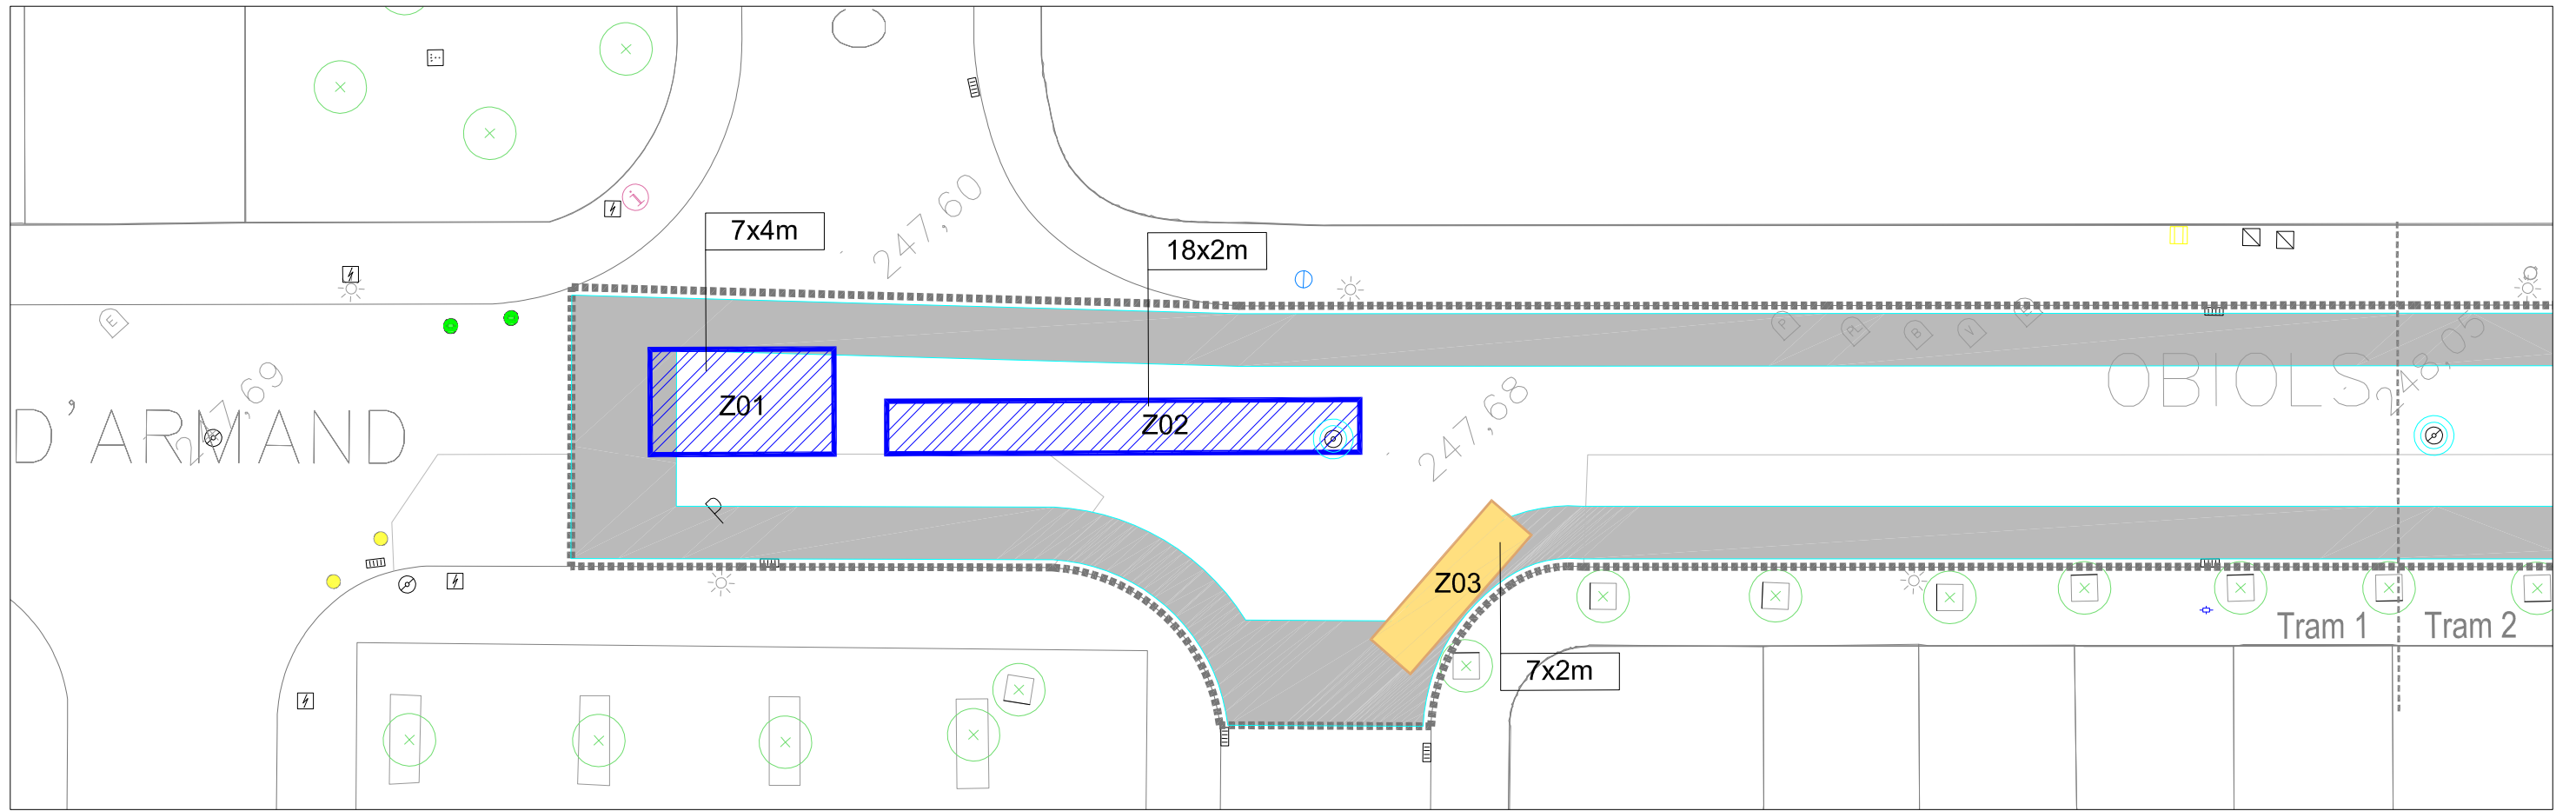 i
7x4m
247,60
18x2m
E
P
PL
B
V
247,69
D'ARMAND
Z01
Z02
247,68
OBIOLS
248,05
P
Z03
7x2m
Tram 1
Tram 2